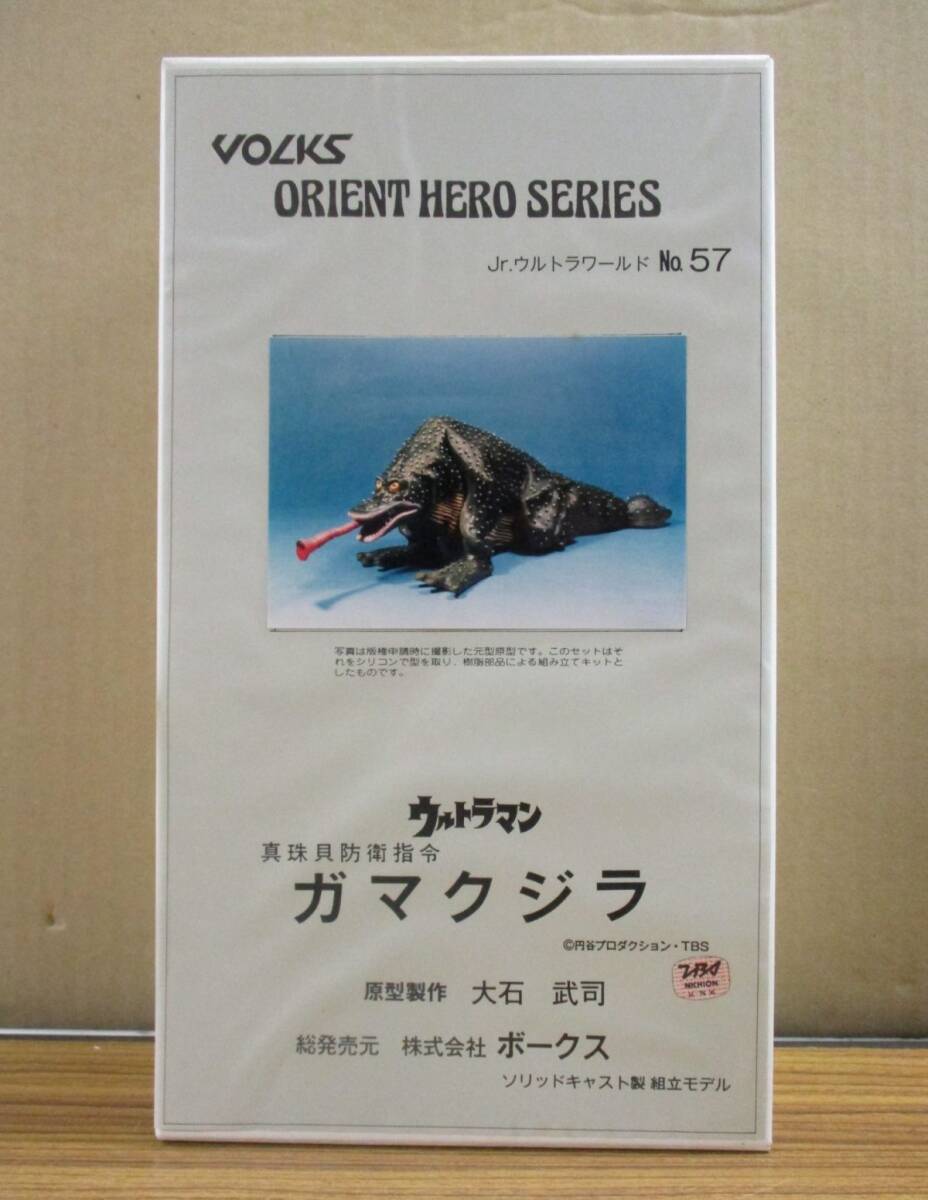 VOLKS
ORIENT HERO SERIES
Jr.ウルトラワールド No.57
写真は版権申請時に撮影した元型原型です。このセットはそ
れをシリコンで型を取り、樹脂部品による組み立てキットと
したものです。
ウルトラマン
真珠貝防衛指令
ガマクジラ
©円谷プロダクション・TBS
NICHION
原型製作 大石 武司
総発売元 株式会社 ボークス
ソリッドキャスト製 組立モデル